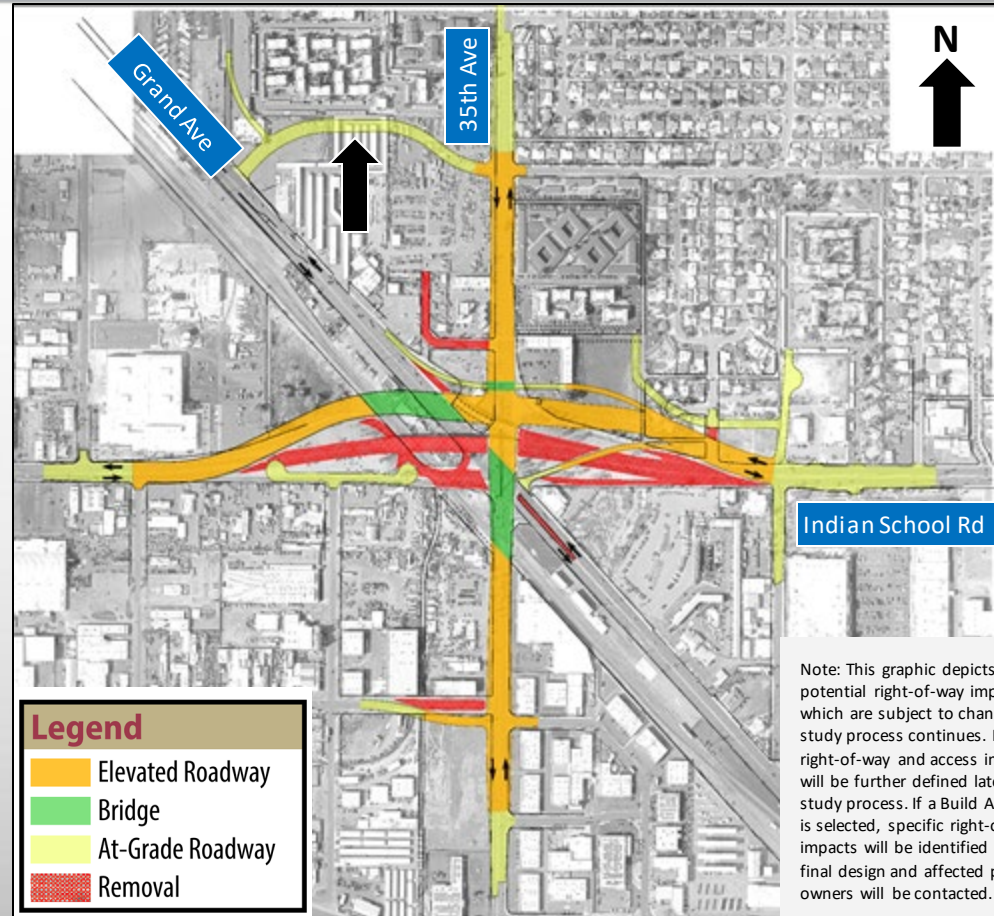 Grand Ave
35th Ave
N
Indian School Rd
Note: This graphic depicts
potential right-of-way imp
which are subject to chan
study process continues.
right-of-way and access in
will be further defined late
study process. If a Build A
is selected, specific right-o
impacts will be identified
final design and affected p
owners will be contacted.
Legend
Elevated Roadway
Bridge
At-Grade Roadway
Removal